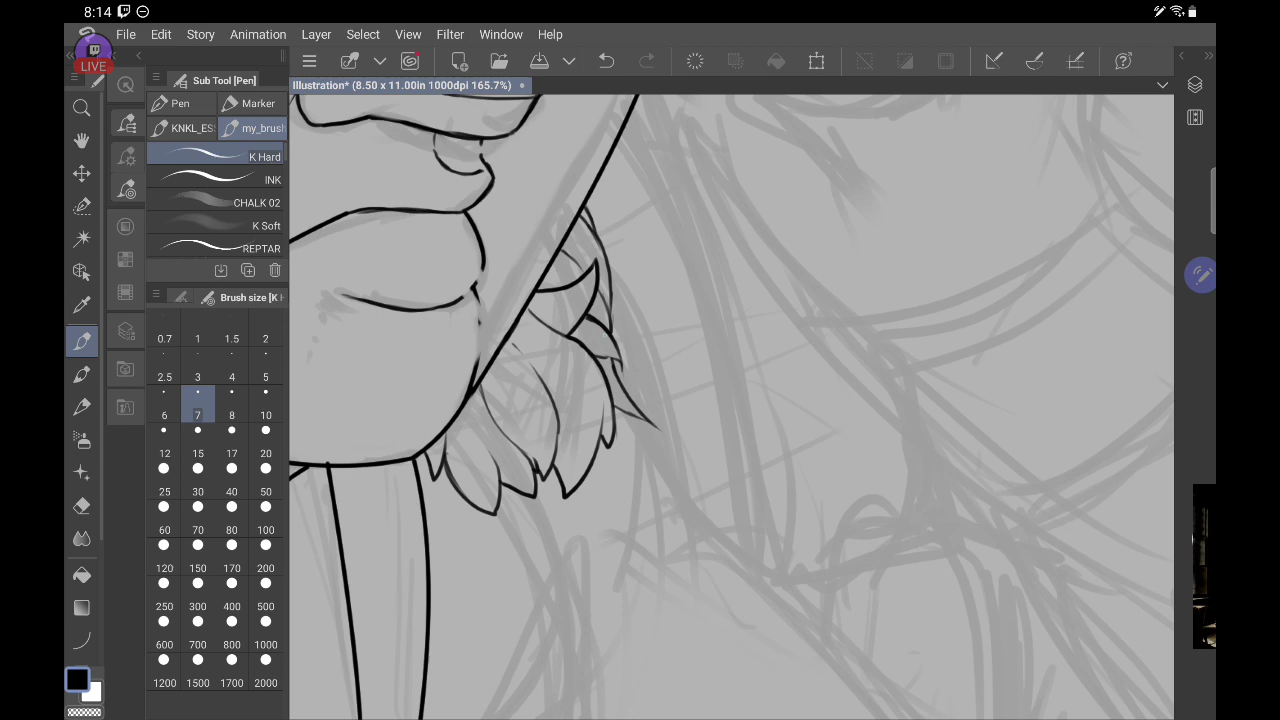 8:14
File Edit Story Animation Layer Select View Filter Window Help
LIVE
Sub Tool [Pen]
Illustration* (8.50 x 11.00in 1000dpi 165.7%)
Pen Marker
KNKL_ES my_brush
K Hard
INK
CHALK 02
K Soft
REPTAR
Brush size [K H
0.7 1 1.5 2
2.5 3 4 5
6 7 8 10
12 15 17 20
25 30 40 50
60 70 80 100
120 150 170 200
250 300 400 500
600 700 800 1000
1200 1500 1700 2000